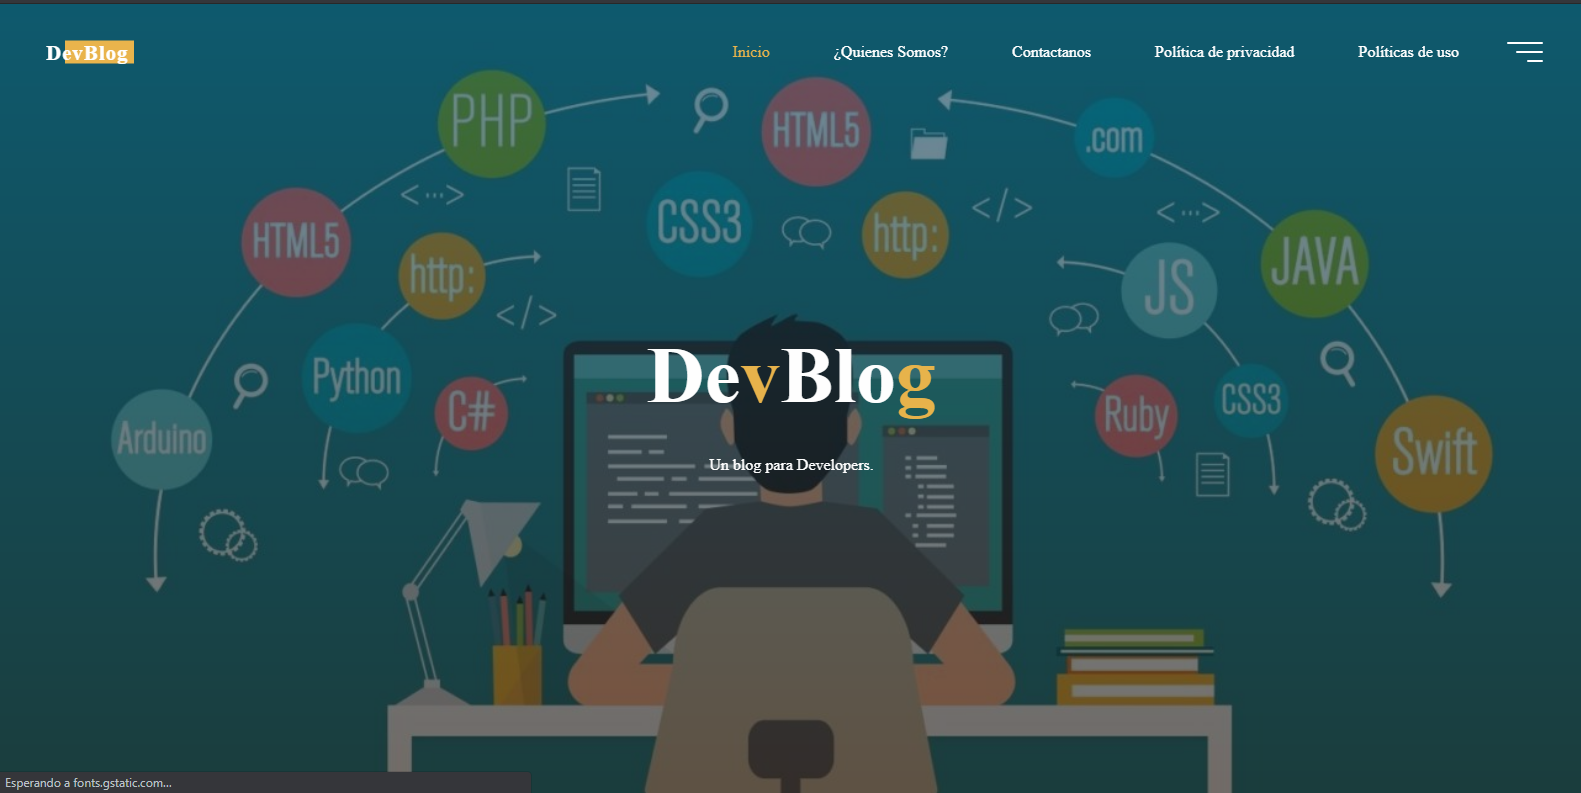 DevBlog
Inicio ¿Quienes Somos? Contactanos Política de privacidad Políticas de uso
PHP
HTML5
.com
<...>
</>
<...>
HTML5
CSS3
http:
JAVA
http:
JS
</>
Python
DevBlog
CSS3
C#
Ruby
Arduino
Swift
Un blog para Developers.
Esperando a fonts.gstatic.com...